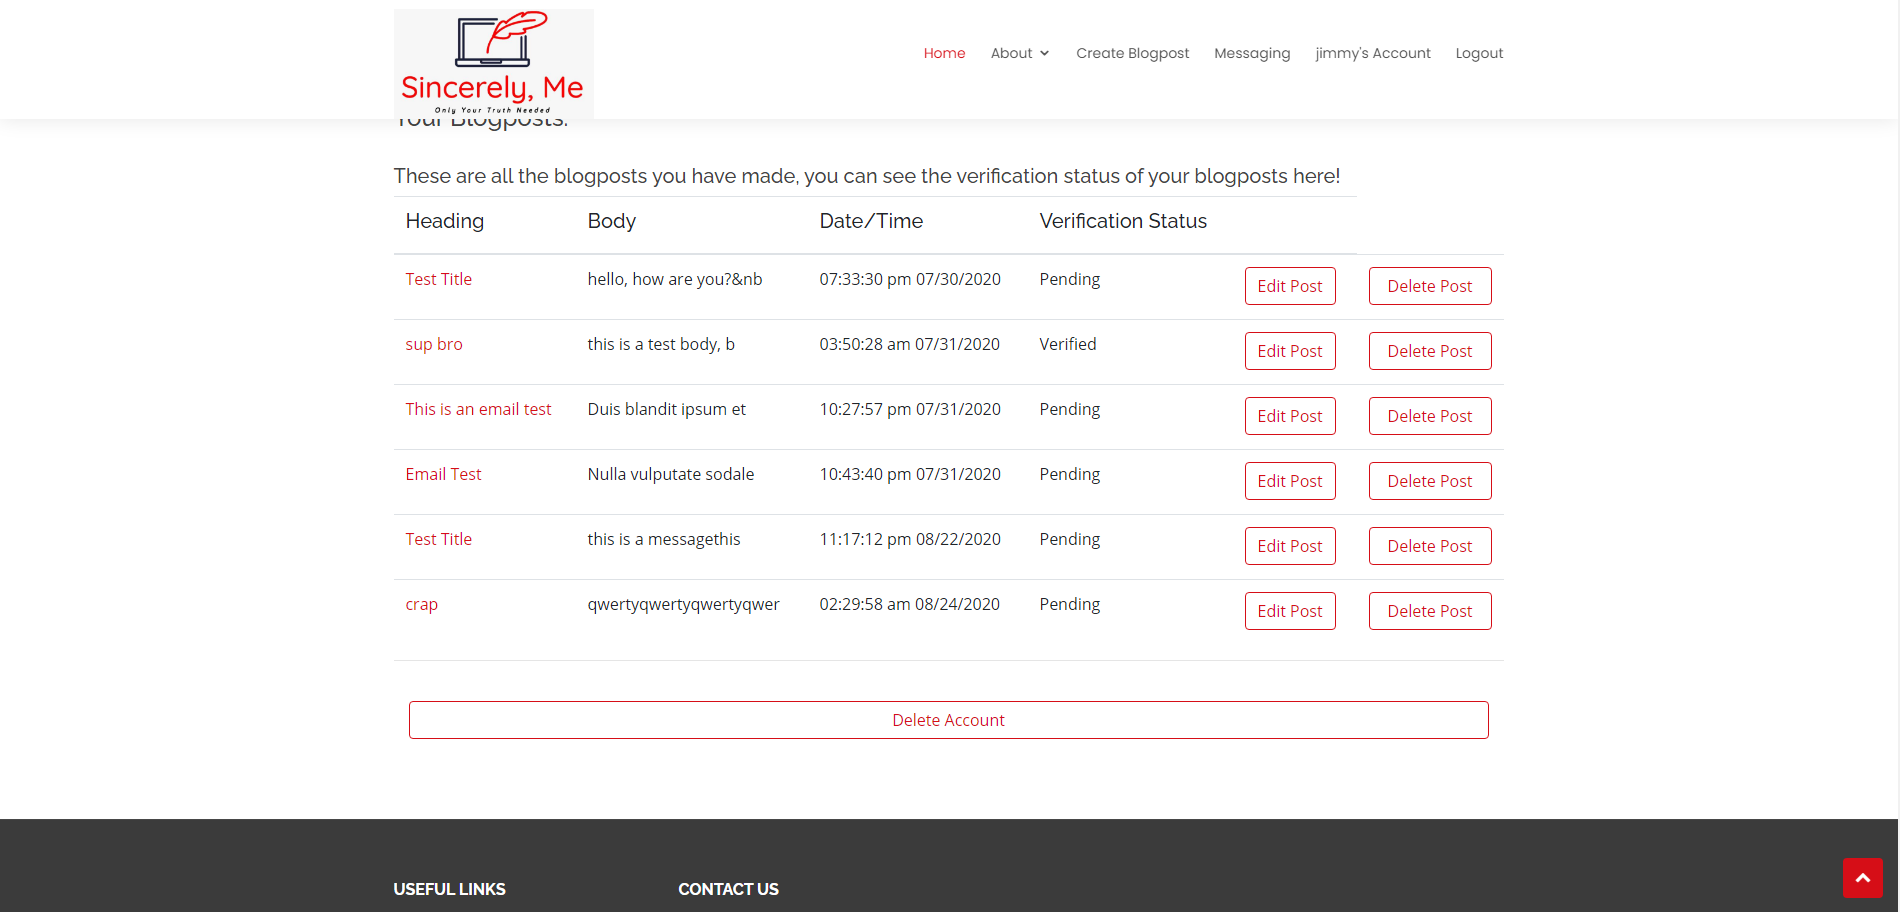 Sincerely, Me
Only Your Truth Needed
Home About Create Blogpost Messaging jimmy's Account Logout
Your Blogposts:
These are all the blogposts you have made, you can see the verification status of your blogposts here!
Heading Body Date/Time Verification Status
Test Title hello, how are you?&nb 07:33:30 pm 07/30/2020 Pending Edit Post Delete Post
sup bro this is a test body, b 03:50:28 am 07/31/2020 Verified Edit Post Delete Post
This is an email test Duis blandit ipsum et 10:27:57 pm 07/31/2020 Pending Edit Post Delete Post
Email Test Nulla vulputate sodale 10:43:40 pm 07/31/2020 Pending Edit Post Delete Post
Test Title this is a messagethis 11:17:12 pm 08/22/2020 Pending Edit Post Delete Post
crap qwertyqwertyqwertyqwer 02:29:58 am 08/24/2020 Pending Edit Post Delete Post
Delete Account
USEFUL LINKS CONTACT US